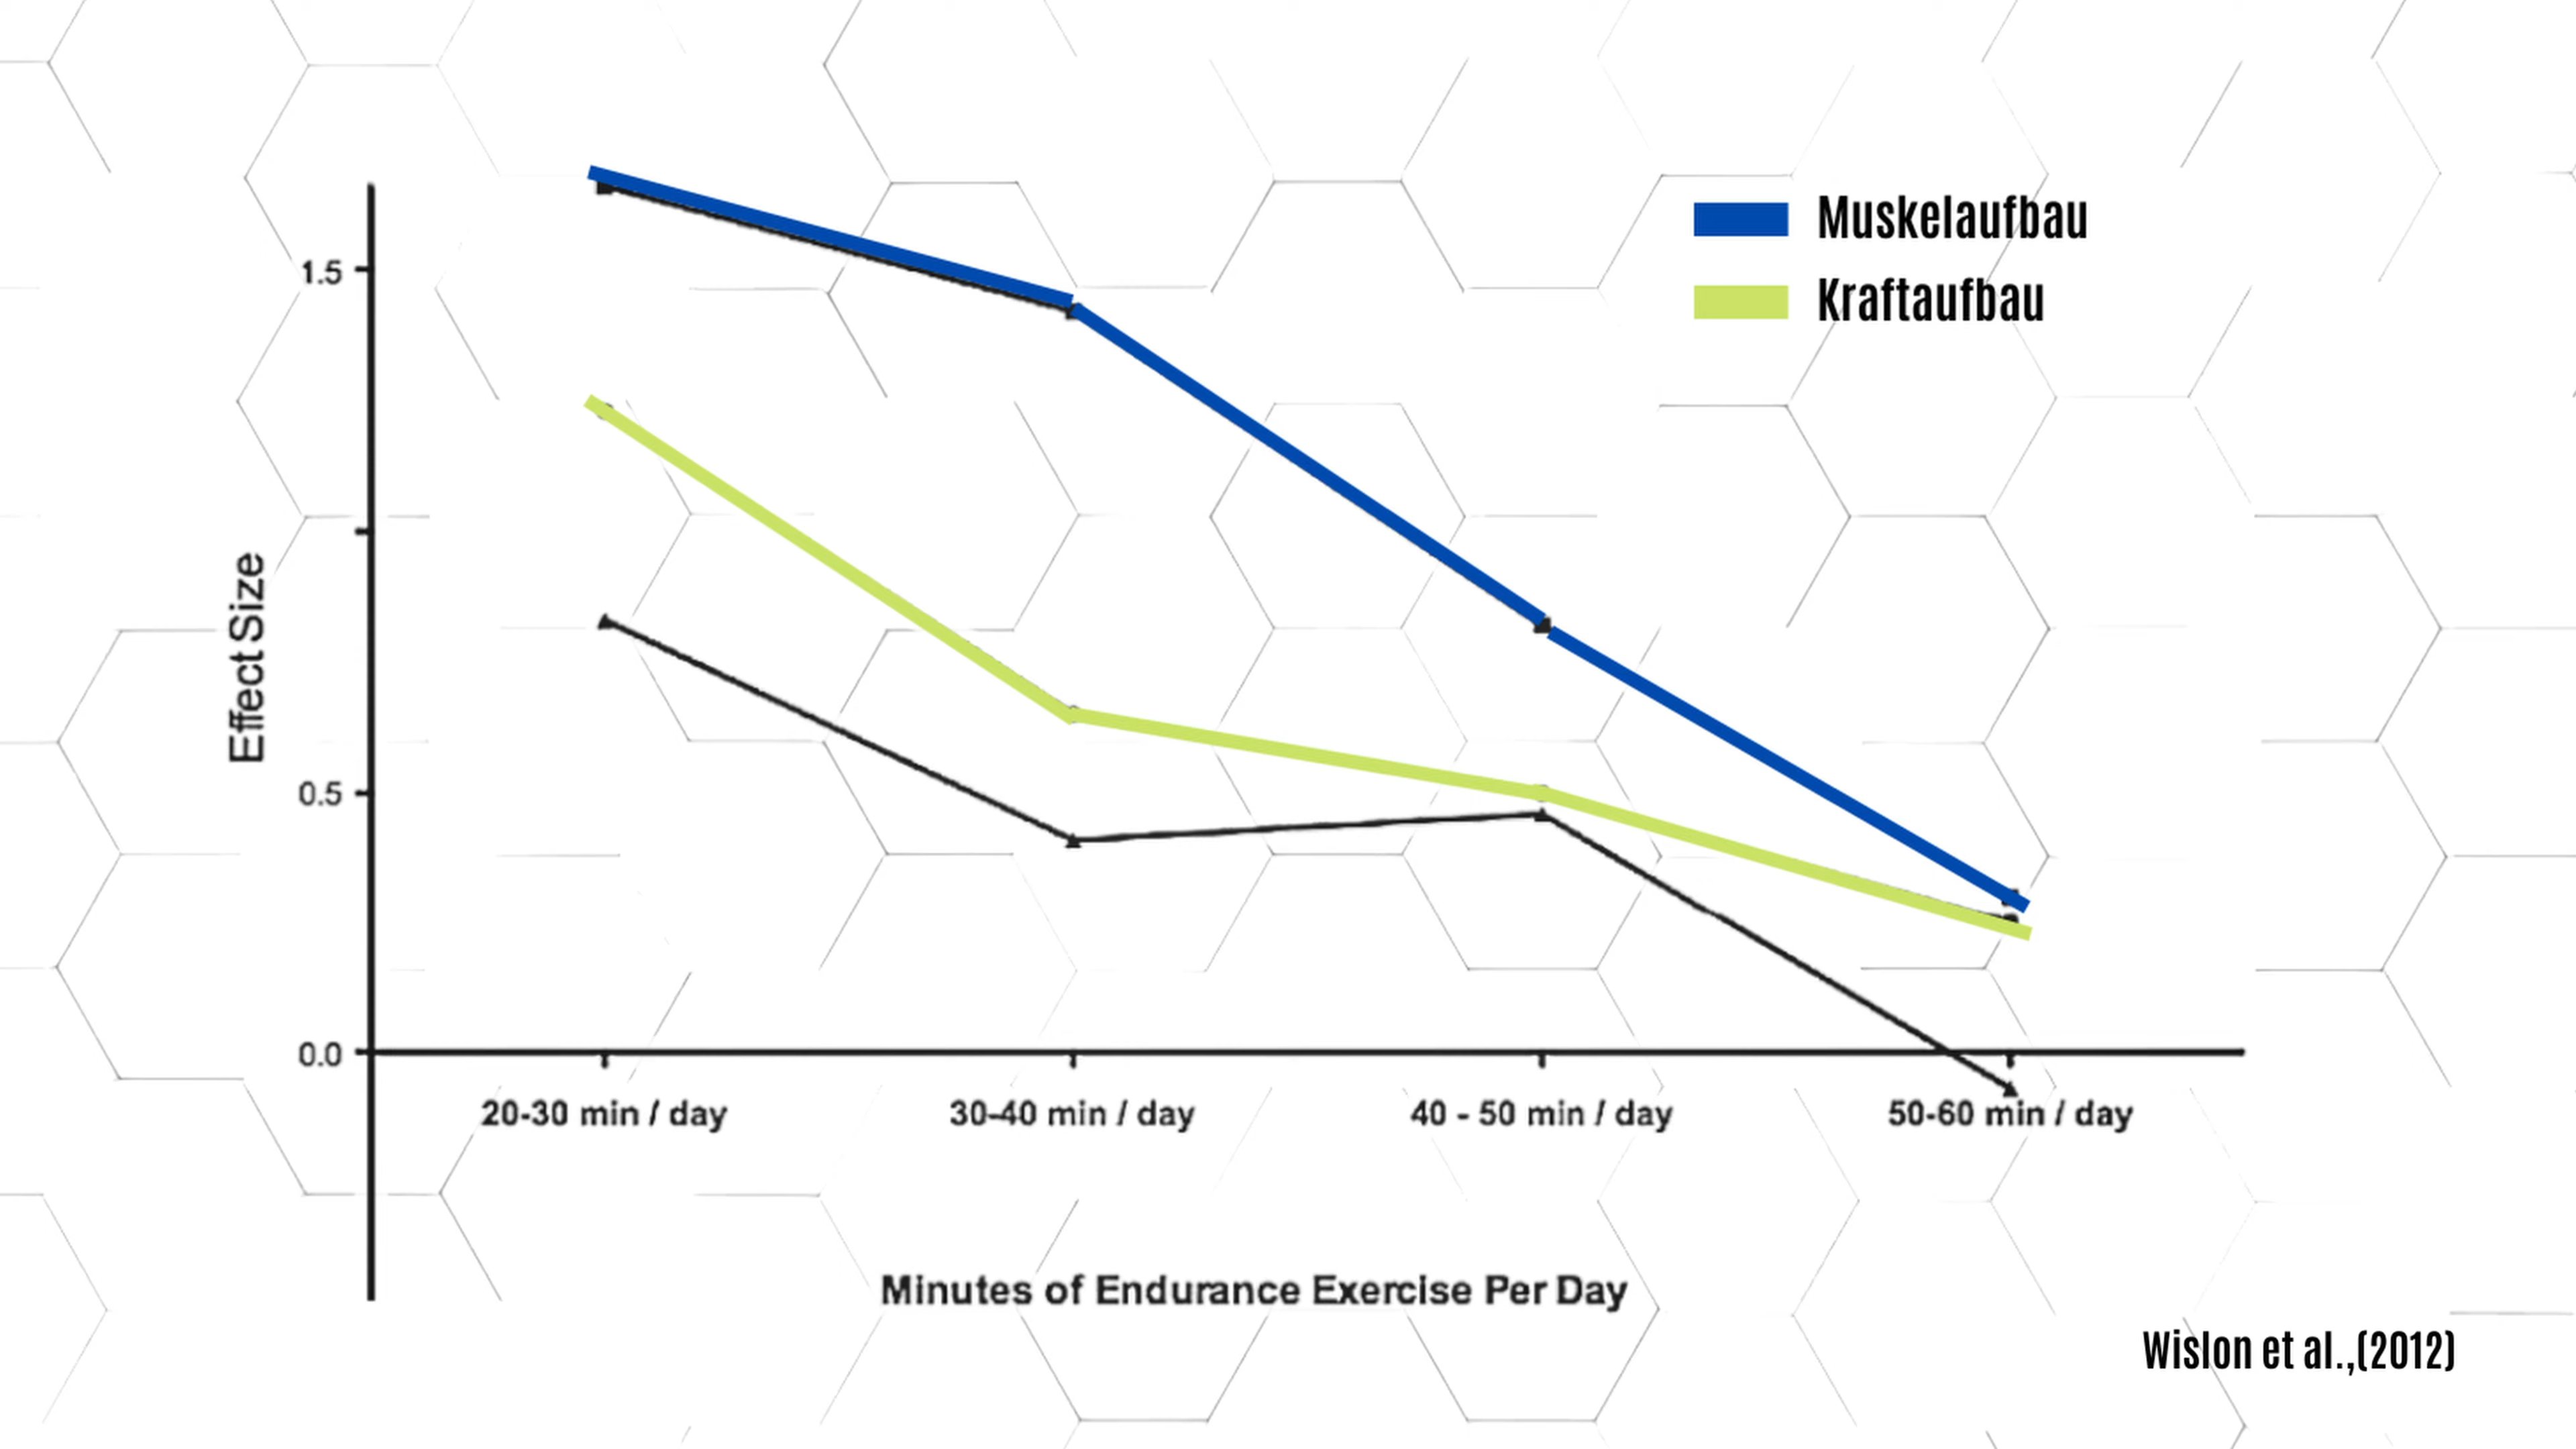 Muskelaufbau
Kraftaufbau
1.5
0.5
0.0
Effect Size
20-30 min / day
30-40 min / day
40 - 50 min / day
50-60 min / day
Minutes of Endurance Exercise Per Day
Wislon et al.,(2012)